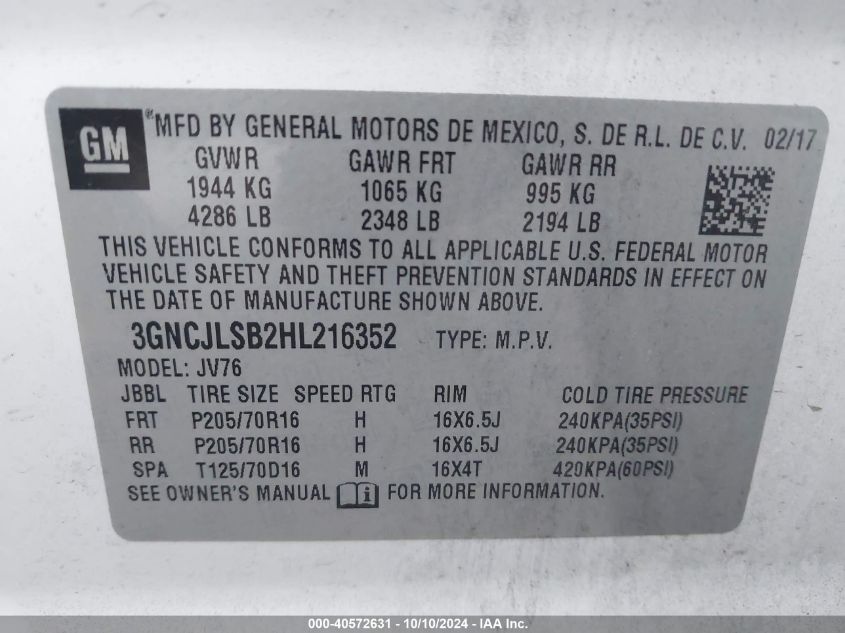 GM
®MFD BY GENERAL MOTORS DE MEXICO, S. DE R.L. DE C.V. 02/17
GVWR GAWR FRT GAWR RR
1944 KG 1065 KG 995 KG
4286 LB 2348 LB 2194 LB
THIS VEHICLE CONFORMS TO ALL APPLICABLE U.S. FEDERAL MOTOR
VEHICLE SAFETY AND THEFT PREVENTION STANDARDS IN EFFECT ON
THE DATE OF MANUFACTURE SHOWN ABOVE.
3GNCJLSB2HL216352 TYPE: M.P.V.
MODEL: JV76
JBBL TIRE SIZE SPEED RTG RIM COLD TIRE PRESSURE
FRT P205/70R16 H 16X6.5J 240KPA(35PSI)
RR P205/70R16 H 16X6.5J 240KPA(35PSI)
SPA T125/70D16 M 16X4T 420KPA(60PSI)
SEE OWNER'S MANUAL i FOR MORE INFORMATION.
000-40572631 - 10/10/2024 - IAA Inc.